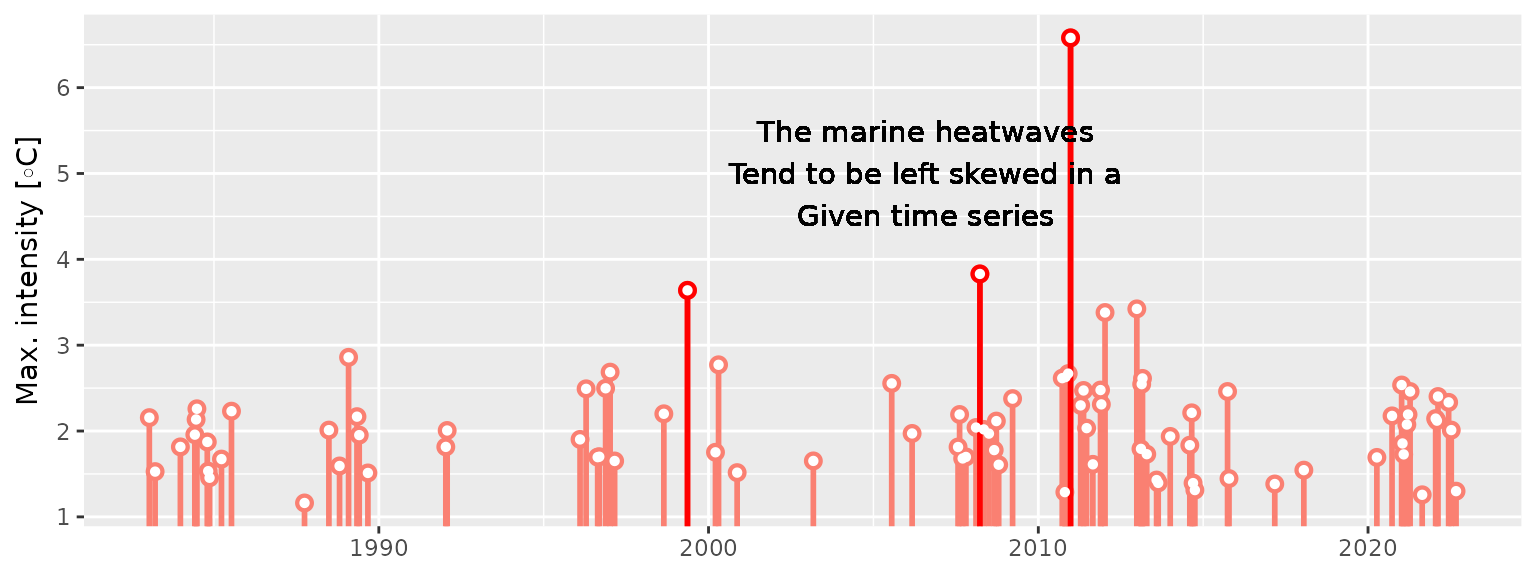 The marine heatwaves
Tend to be left skewed in a
Given time series
Max. intensity [◦C]
6
5
4
3
2
1
1990
2000
2010
2020